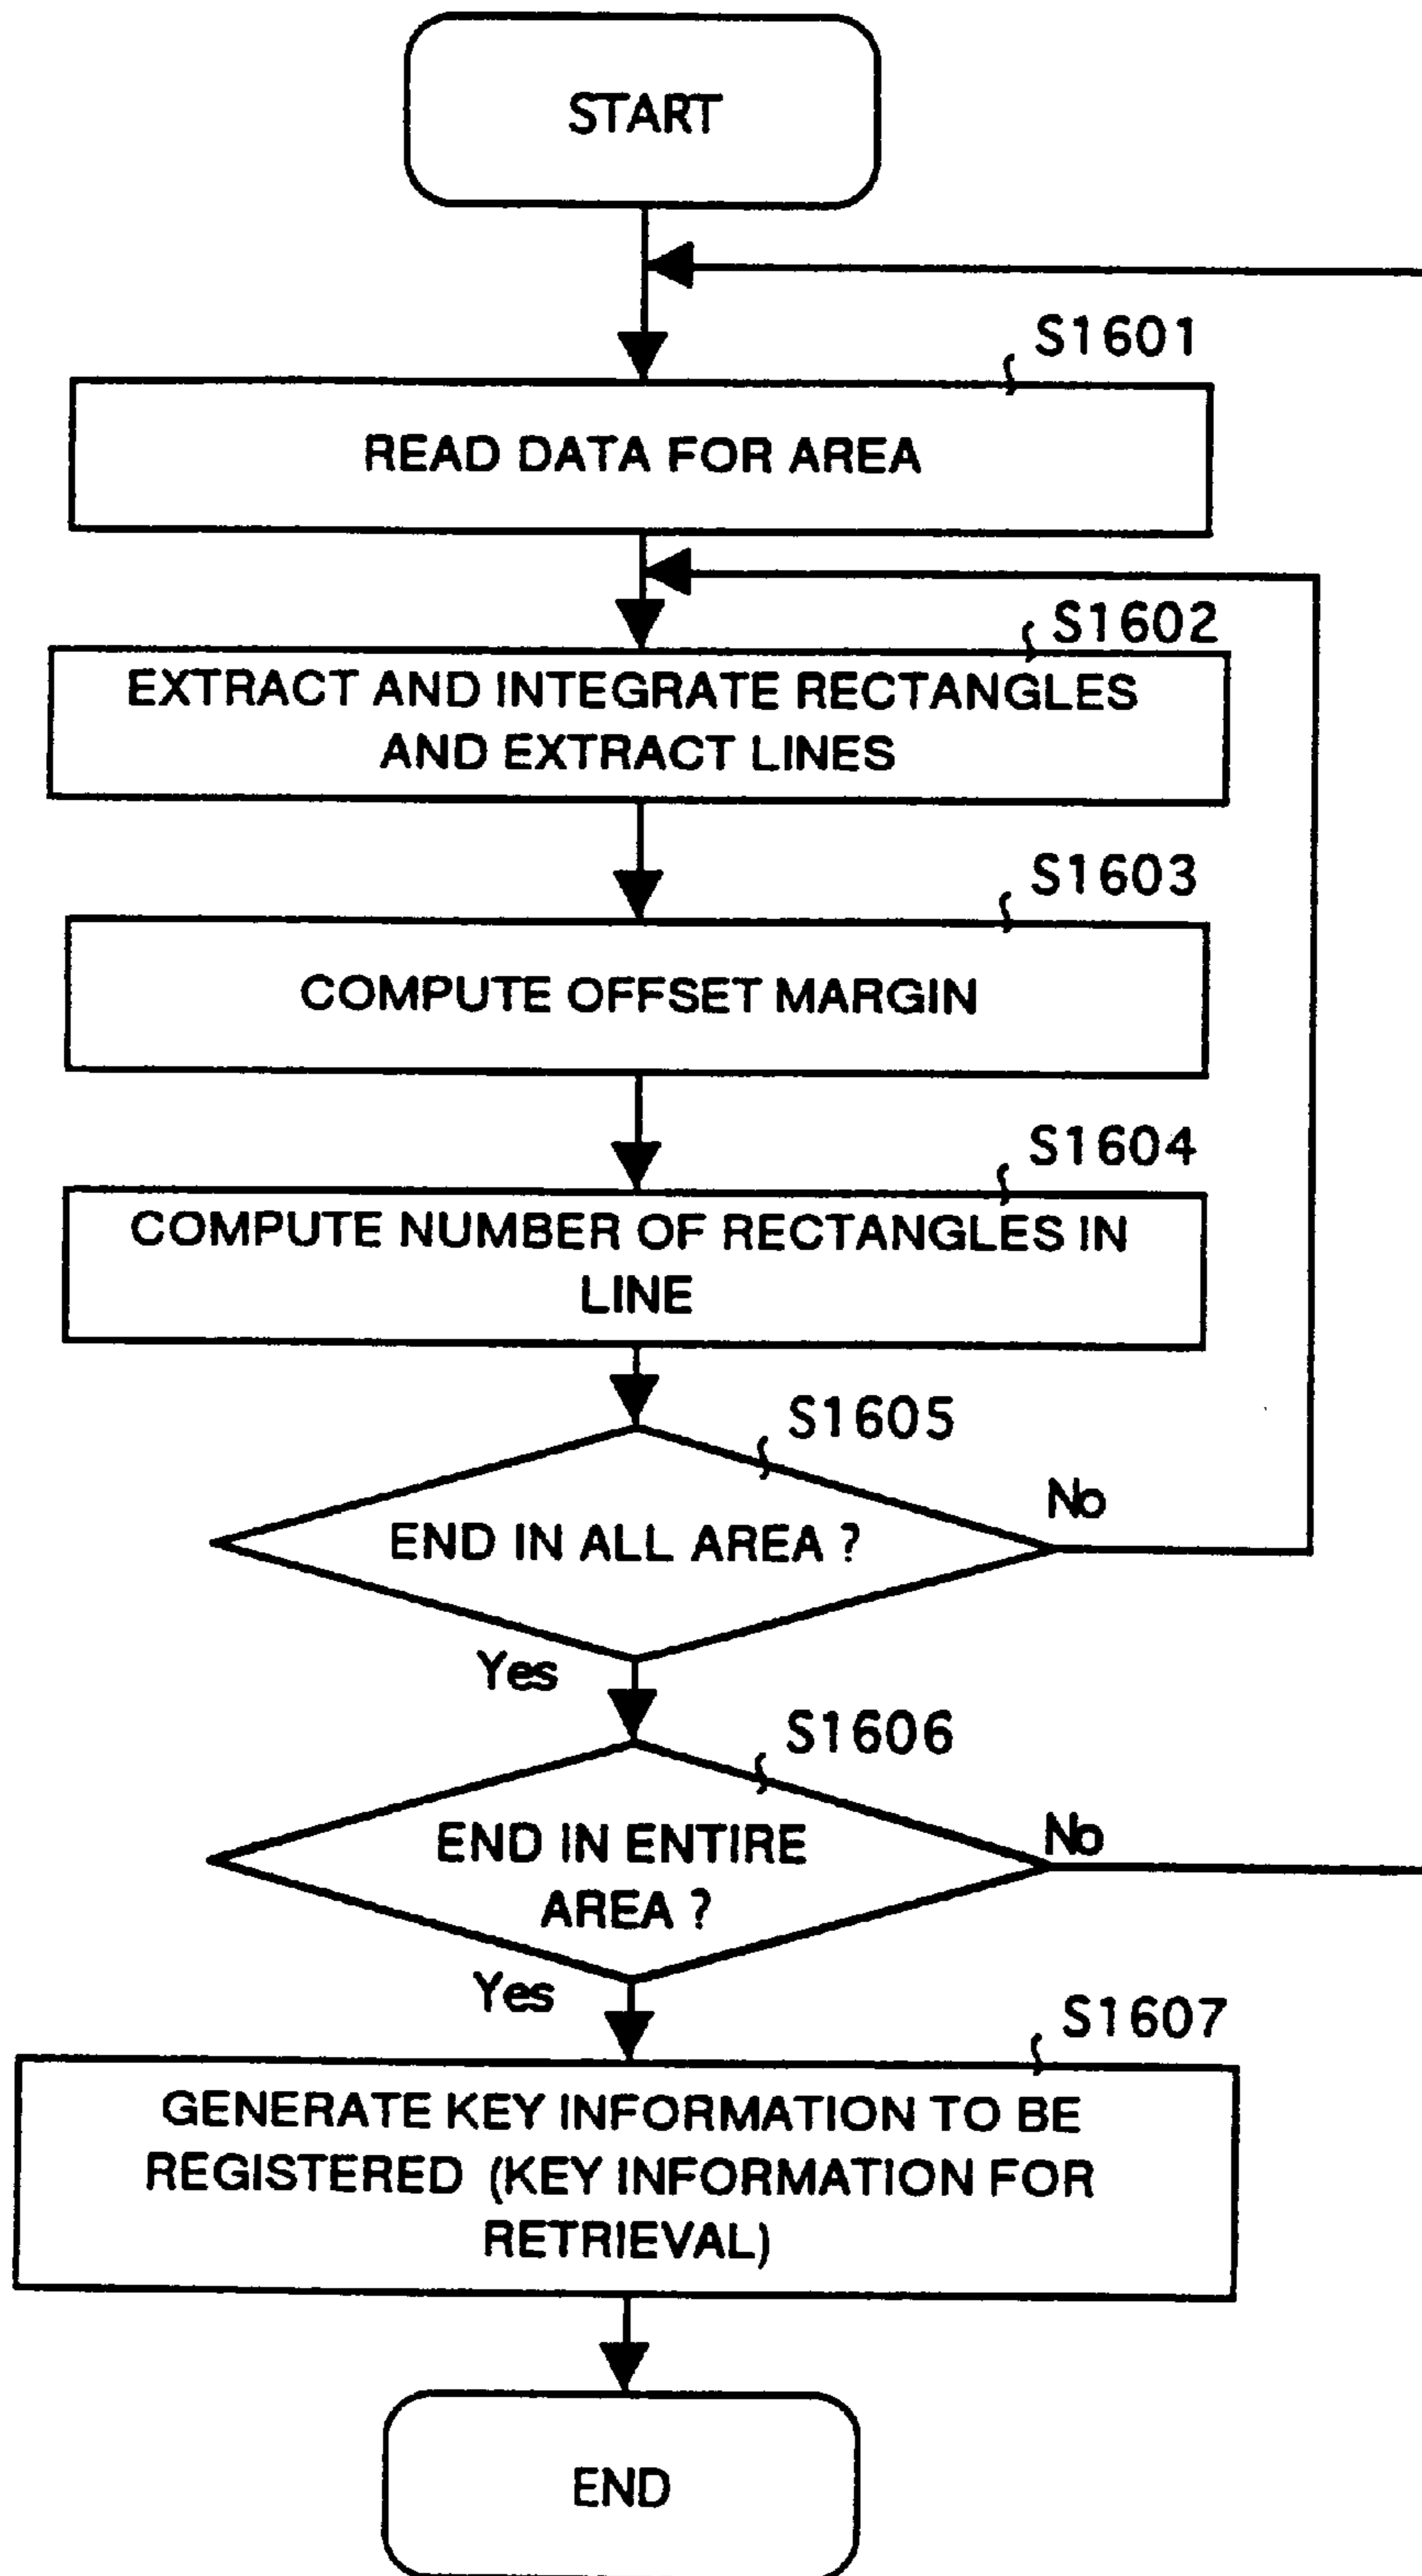 START
S1601
READ DATA FOR AREA
S1602
EXTRACT AND INTEGRATE RECTANGLES
AND EXTRACT LINES
S1603
COMPUTE OFFSET MARGIN
S1604
COMPUTE NUMBER OF RECTANGLES IN
LINE
S1605
END IN ALL AREA ?
No
Yes
S1606
END IN ENTIRE
AREA ?
No
Yes
S1607
GENERATE KEY INFORMATION TO BE
REGISTERED (KEY INFORMATION FOR
RETRIEVAL)
END